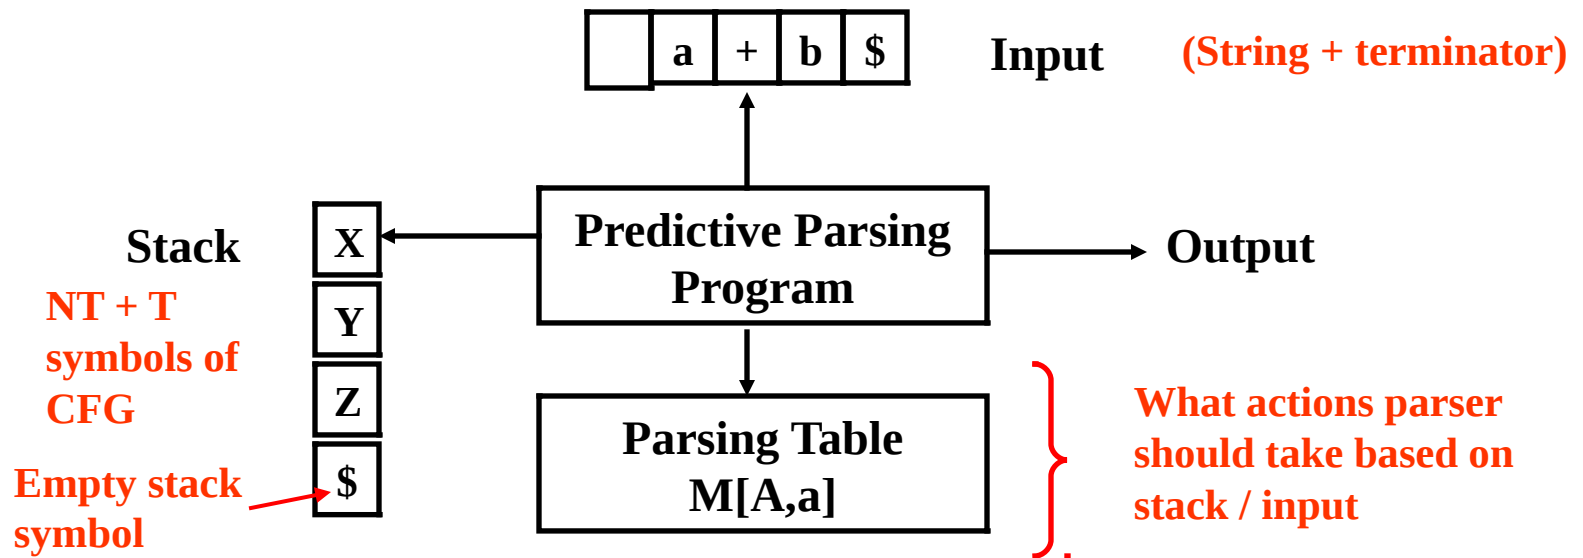 a + b $
Input
(String + terminator)
Stack
X
Predictive Parsing
Program
Output
NT + T
symbols of
CFG
Y
Z
$
Empty stack
symbol
Parsing Table
M[A,a]
What actions parser
should take based on
stack / input